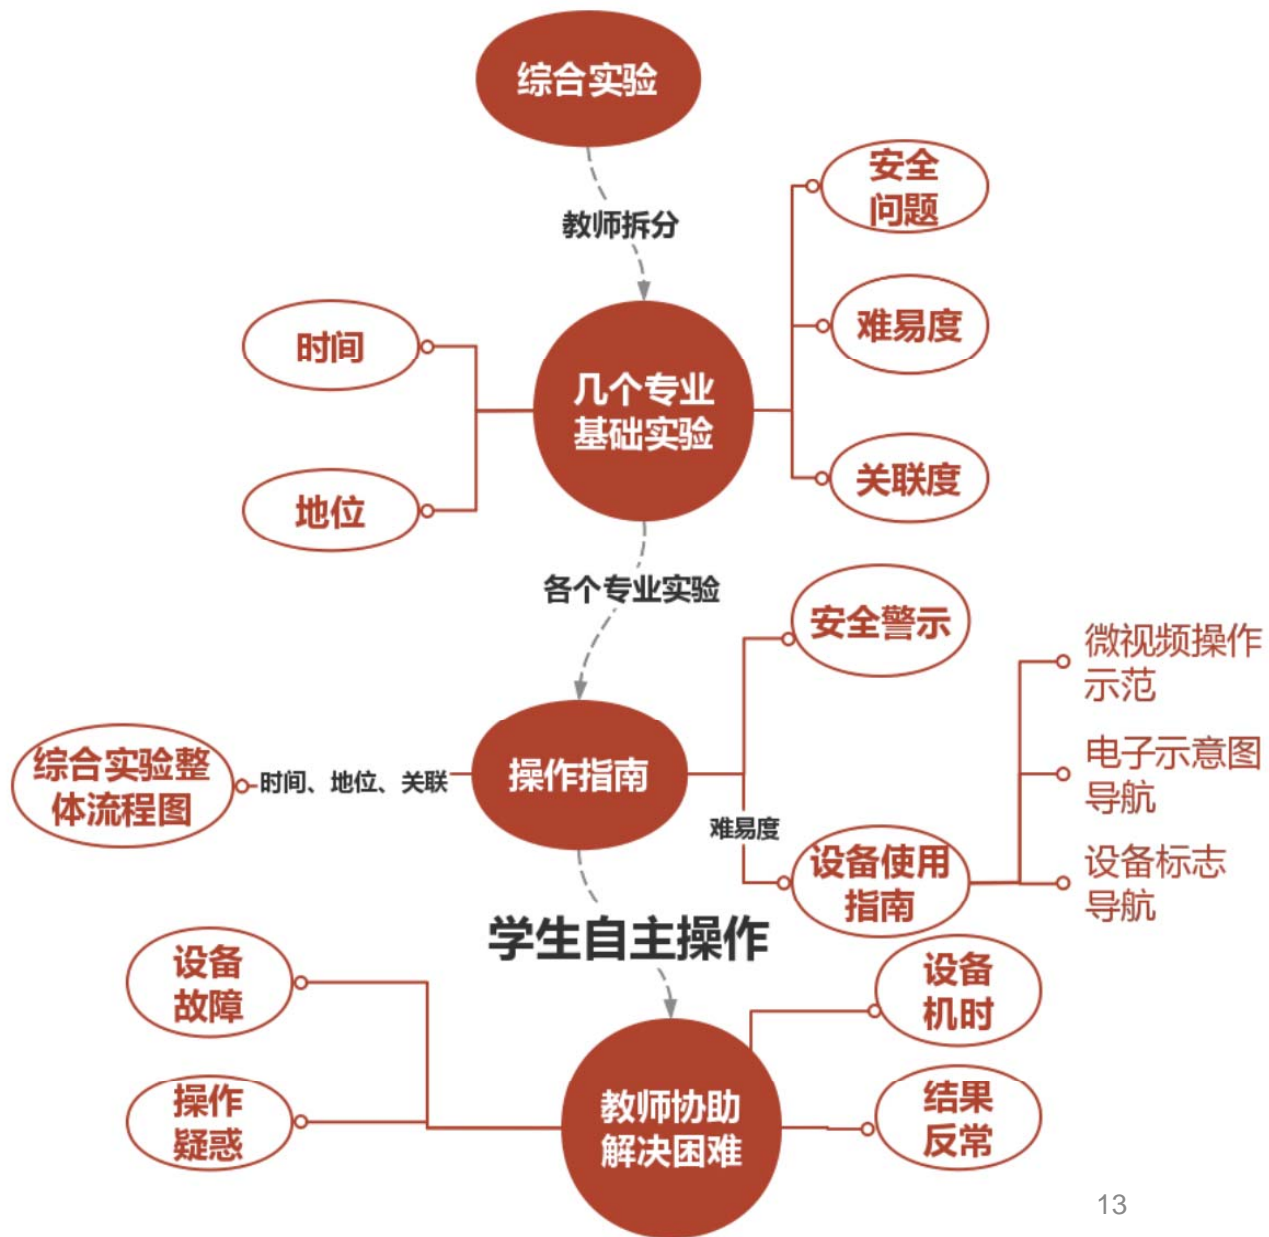 综合实验
教师拆分
安全
问题
时间
难易度
几个专业
基础实验
关联度
地位
各个专业实验
安全警示
微视频操作
示范
综合实验整
体流程图
时间、地位、关联
操作指南
电子示意图
导航
难易度
设备使用
指南
设备标志
导航
学生自主操作
设备
故障
设备
机时
操作
疑惑
教师协助
解决困难
结果
反常
13